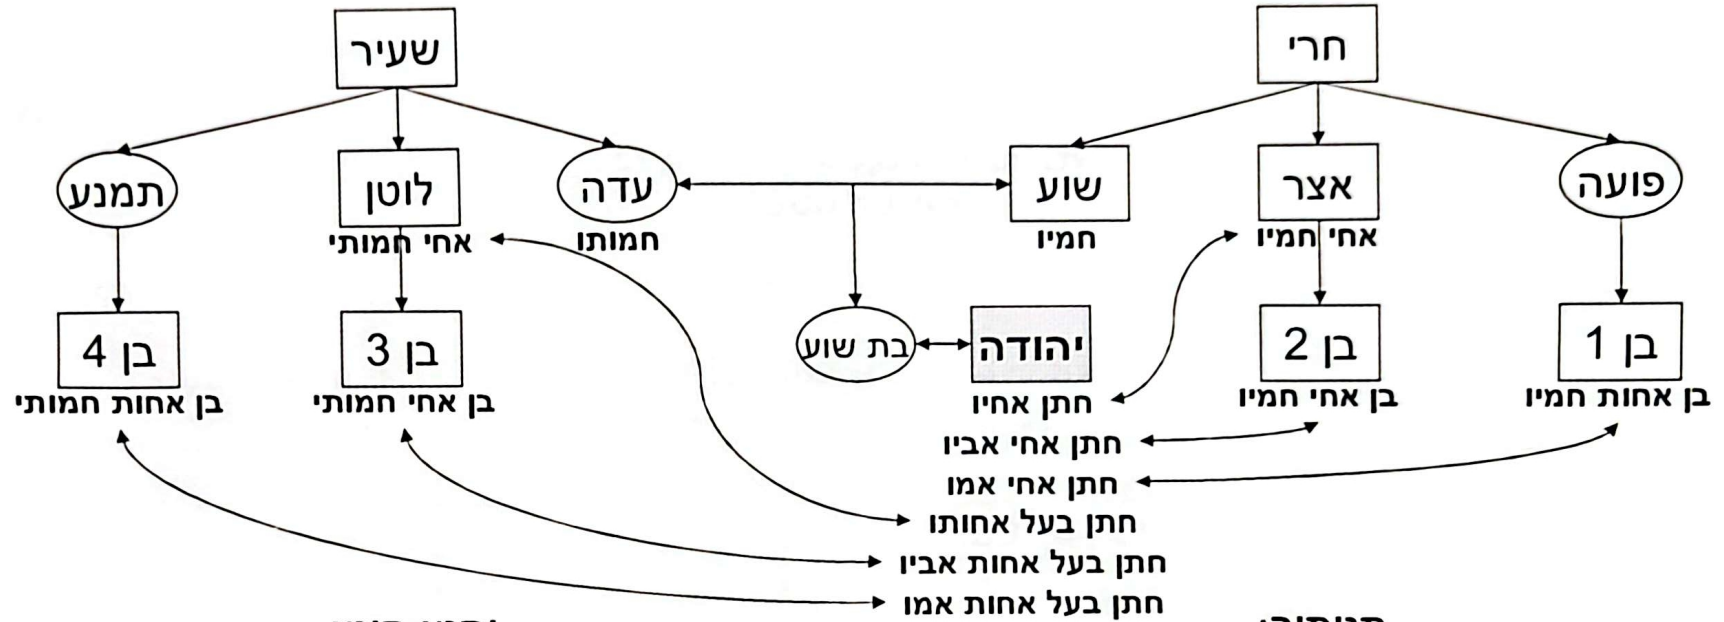 חרי
שעיר
פועה
אצר
שוע
עדה
לוטן
תמנע
אחי חמיו
חמיו
חמותו
אחי חמותי
בן 1
בן 2
יהודה
בת שוע
בן 3
בן 4
בן אחות חמיו
בן אחי חמיו
חתן אחיו
בן אחי חמותי
בן אחות חמותי
חתן אחי אביו
חתן אחי אמו
חתן בעל אחותו
חתן בעל אחות אביו
חתן בעל אחות אמו